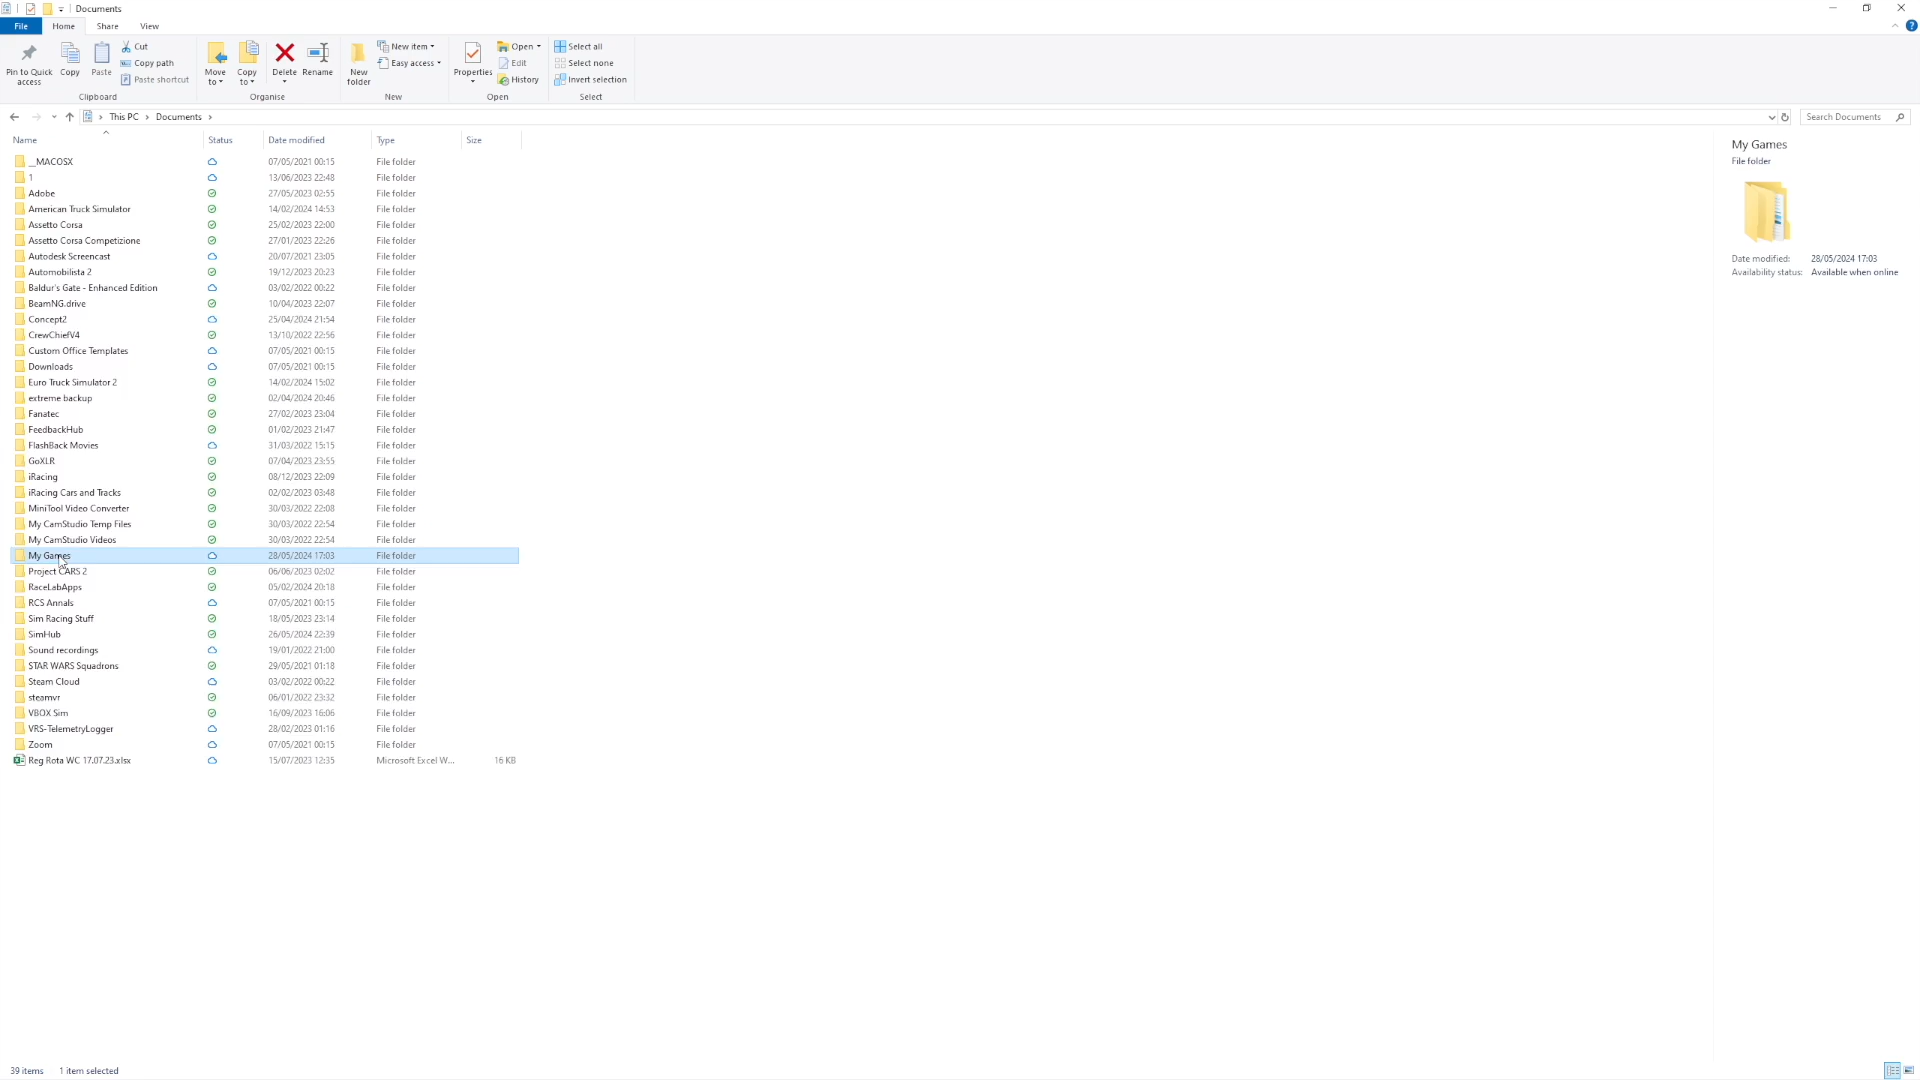 Documents
File Home Share View
Pin to Quick access
Copy
Paste
Cut
Copy path
Paste shortcut
Clipboard
Move to
Copy to
Delete
Rename
Organise
New folder
New item
Easy access
New
Properties
Open
Edit
History
Open
Select all
Select none
Invert selection
Select
This PC > Documents >
Search Documents
Name Status Date modified Type Size
__MACOSX 07/05/2021 00:15 File folder
1 13/06/2023 22:48 File folder
Adobe 27/05/2023 02:55 File folder
American Truck Simulator 14/02/2024 14:53 File folder
Assetto Corsa 25/02/2023 22:00 File folder
Assetto Corsa Competizione 27/01/2023 22:26 File folder
Autodesk Screencast 20/07/2021 23:05 File folder
Automobilista 2 19/12/2023 20:23 File folder
Baldur's Gate - Enhanced Edition 03/02/2022 00:22 File folder
BeamNG.drive 10/04/2023 22:07 File folder
Concept2 25/04/2024 21:54 File folder
CrewChiefV4 13/10/2022 22:56 File folder
Custom Office Templates 07/05/2021 00:15 File folder
Downloads 07/05/2021 00:15 File folder
Euro Truck Simulator 2 14/02/2024 15:02 File folder
extreme backup 02/04/2024 20:46 File folder
Fanatec 27/02/2023 23:04 File folder
FeedbackHub 01/02/2023 21:47 File folder
FlashBack Movies 31/03/2022 15:15 File folder
GoXLR 07/04/2023 23:55 File folder
iRacing 08/12/2023 22:09 File folder
iRacing Cars and Tracks 02/02/2023 03:48 File folder
MiniTool Video Converter 30/03/2022 22:08 File folder
My CamStudio Temp Files 30/03/2022 22:54 File folder
My CamStudio Videos 30/03/2022 22:54 File folder
My Games 28/05/2024 17:03 File folder
Project CARS 2 06/06/2023 02:02 File folder
RaceLabApps 05/02/2024 20:18 File folder
RCS Annals 07/05/2021 00:15 File folder
Sim Racing Stuff 18/05/2023 23:14 File folder
SimHub 26/05/2024 22:39 File folder
Sound recordings 19/01/2022 21:00 File folder
STAR WARS Squadrons 29/05/2021 01:18 File folder
Steam Cloud 03/02/2022 00:22 File folder
steamvr 06/01/2022 23:32 File folder
VBOX Sim 16/09/2023 16:06 File folder
VRS-TelemetryLogger 28/02/2023 01:16 File folder
Zoom 07/05/2021 00:15 File folder
Reg Rota WC 17.07.23.xlsx 15/07/2023 12:35 Microsoft Excel W... 16 KB
My Games
File folder
Date modified: 28/05/2024 17:03
Availability status: Available when online
39 items 1 item selected